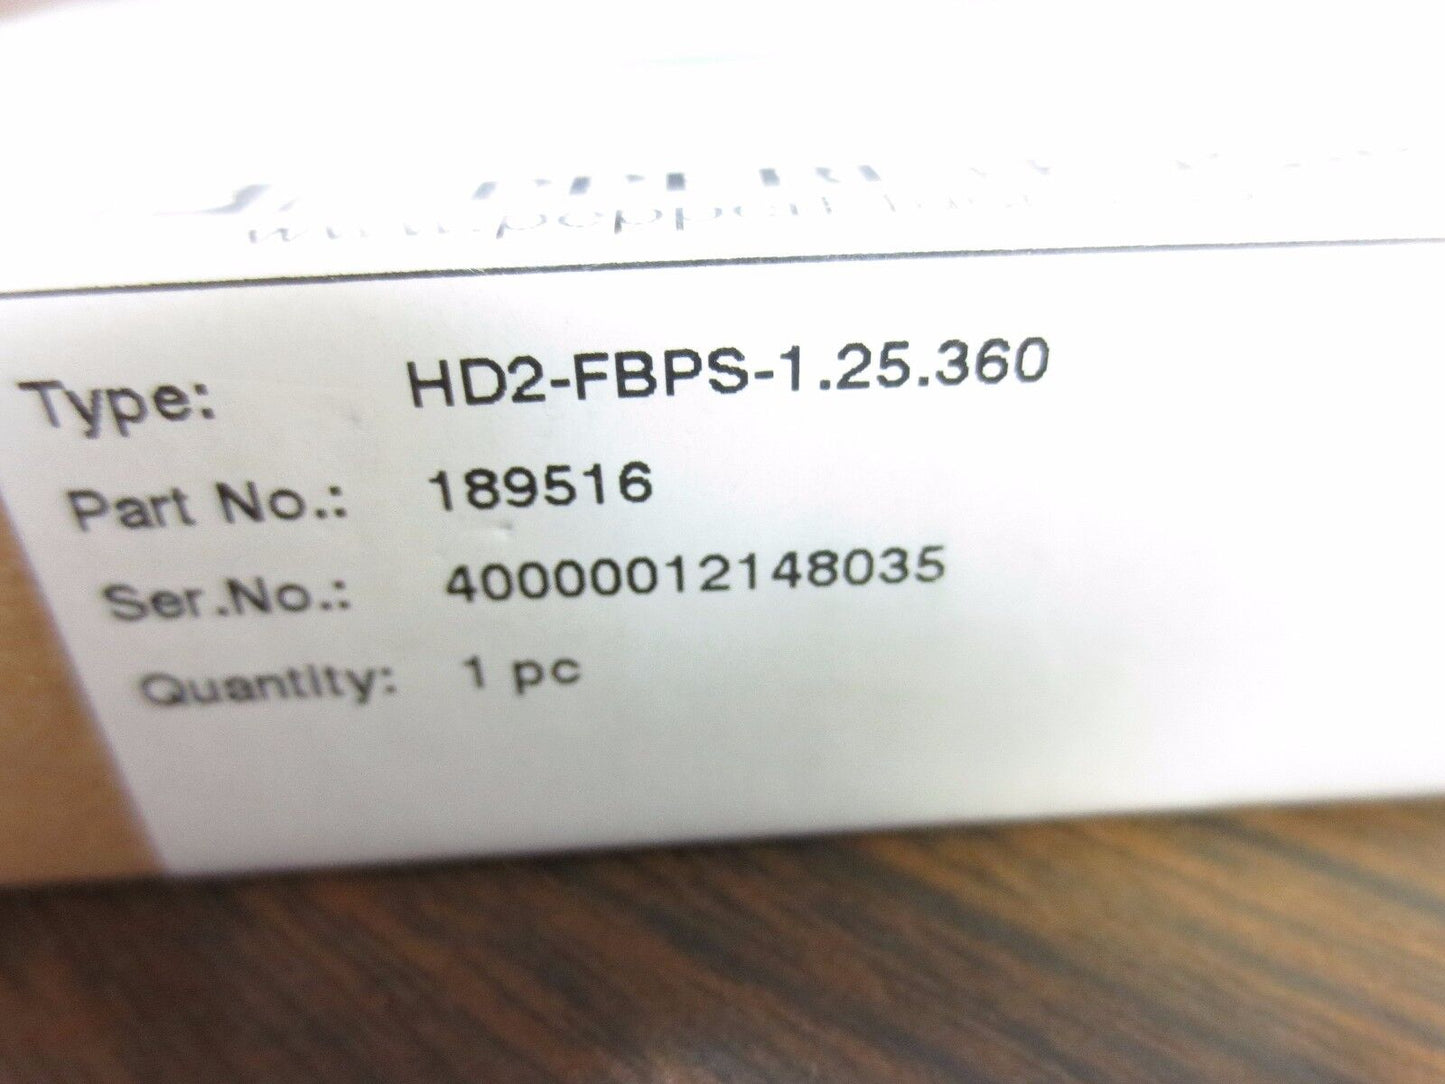 Type: HD2-FBPS-1.25.360
Part No.: 189516
Ser.No.: 40000012148035
Quantity: 1 pc